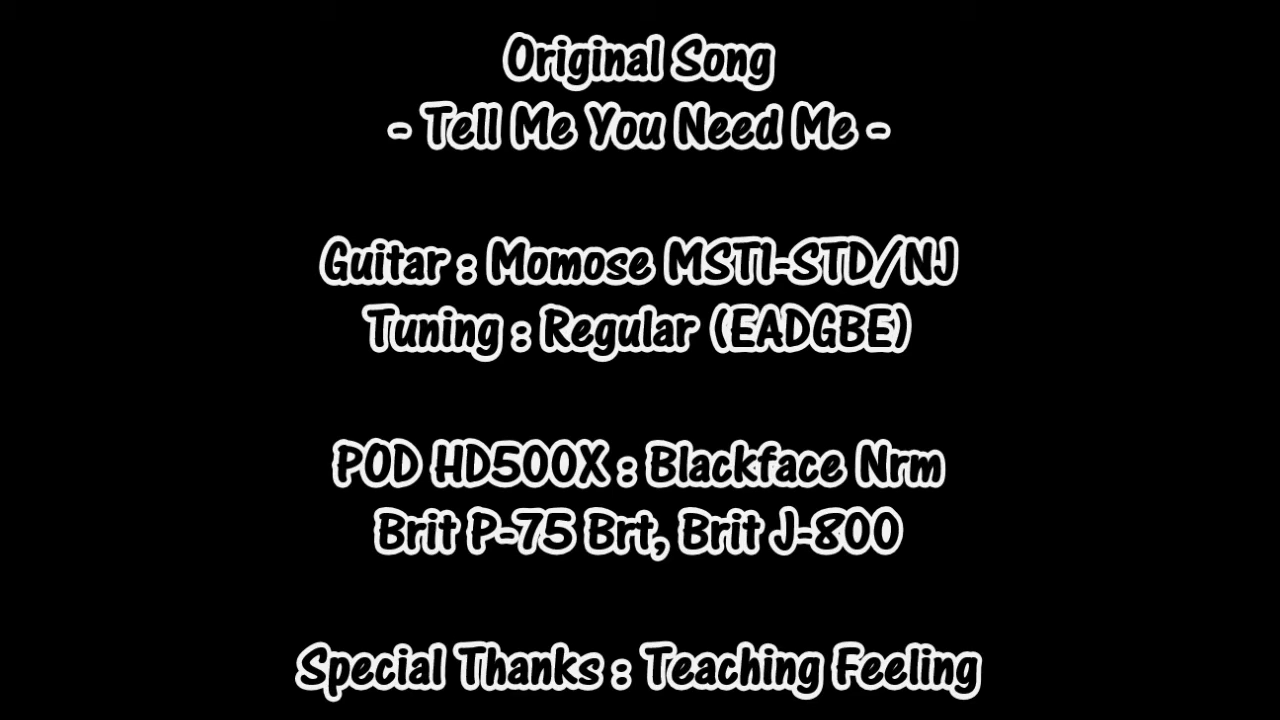 Original Song
- Tell Me You Need Me -
Guitar : Momose MST1-STD/NJ
Tuning : Regular (EADGBE)
POD HD500X : Blackface Nrm
Brit P-75 Brt, Brit J-800
Special Thanks : Teaching Feeling